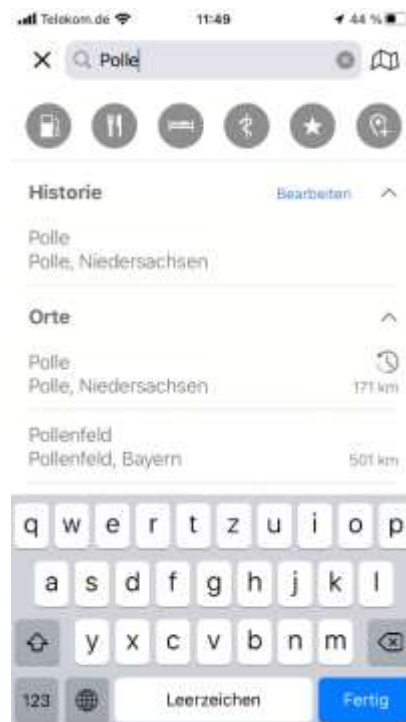 Telekom.de 11:49 44 %
Polle
Historie Bearbeiten
Polle
Polle, Niedersachsen
Orte
Polle
Polle, Niedersachsen 171 km
Pollenfeld
Pollenfeld, Bayern 501 km
q w e r t z u i o p
a s d f g h j k l
y x c v b n m
123 Leerzeichen Fertig